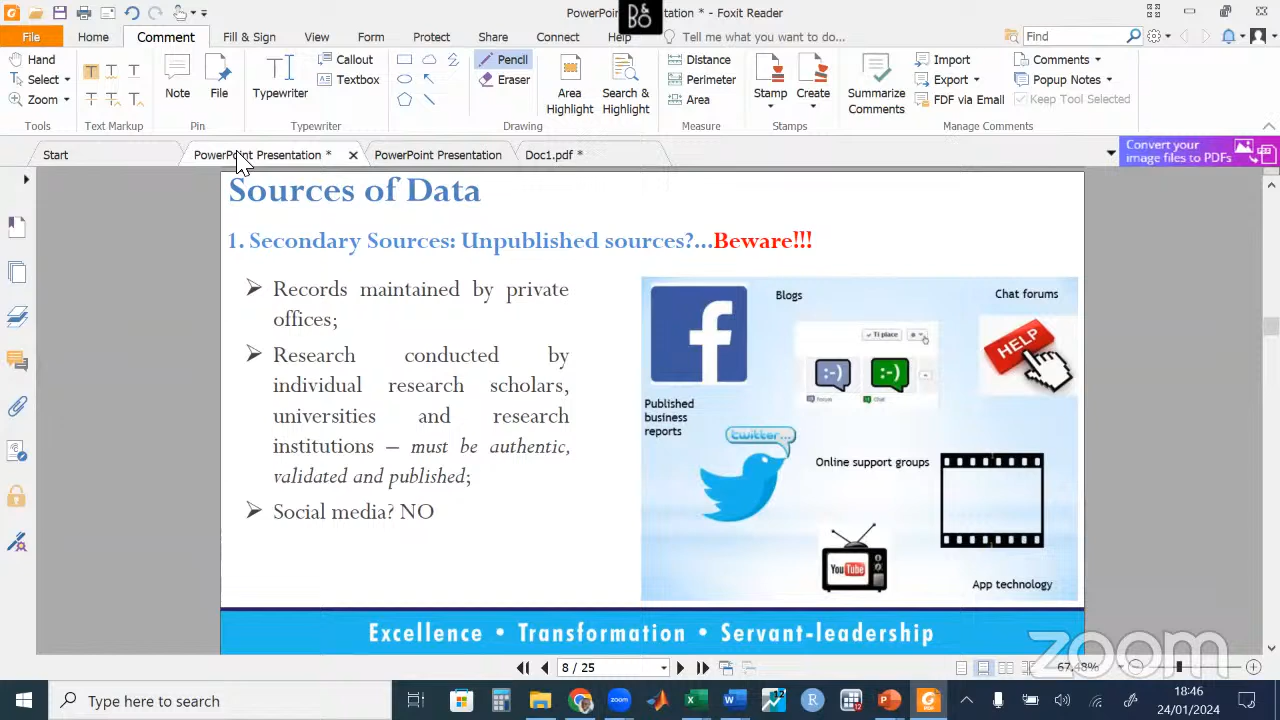 PowerPoint Presentation * - Foxit Reader
D&BO
File
Home
Comment
Fill & Sign
View
Form
Protect
Share
Connect
Help
Tell me what you want to do...
Find
Hand
Select
Zoom
Tools
Text Markup
Note
File
Pin
Typewriter
Callout
Textbox
Typewriter
Pencil
Eraser
Drawing
Area Highlight
Search & Highlight
Distance
Perimeter
Area
Measure
Stamp
Create
Stamps
Summarize Comments
Import
Export
FDF via Email
Comments
Popup Notes
Keep Tool Selected
Manage Comments
Start
PowerPoint Presentation *
PowerPoint Presentation
Doc1.pdf *
Convert your
image files to PDFs
Sources of Data
1. Secondary Sources: Unpublished sources?...Beware!!!
Records maintained by private
offices;
Research conducted by
individual research scholars,
universities and research
institutions – must be authentic,
validated and published;
Social media? NO
Blogs
Chat forums
HELP
Published
business
reports
twitter...
Online support groups
YouTube
App technology
Excellence • Transformation • Servant-leadership
zoom
8 / 25
67.43%
Type here to search
18:46
24/01/2024